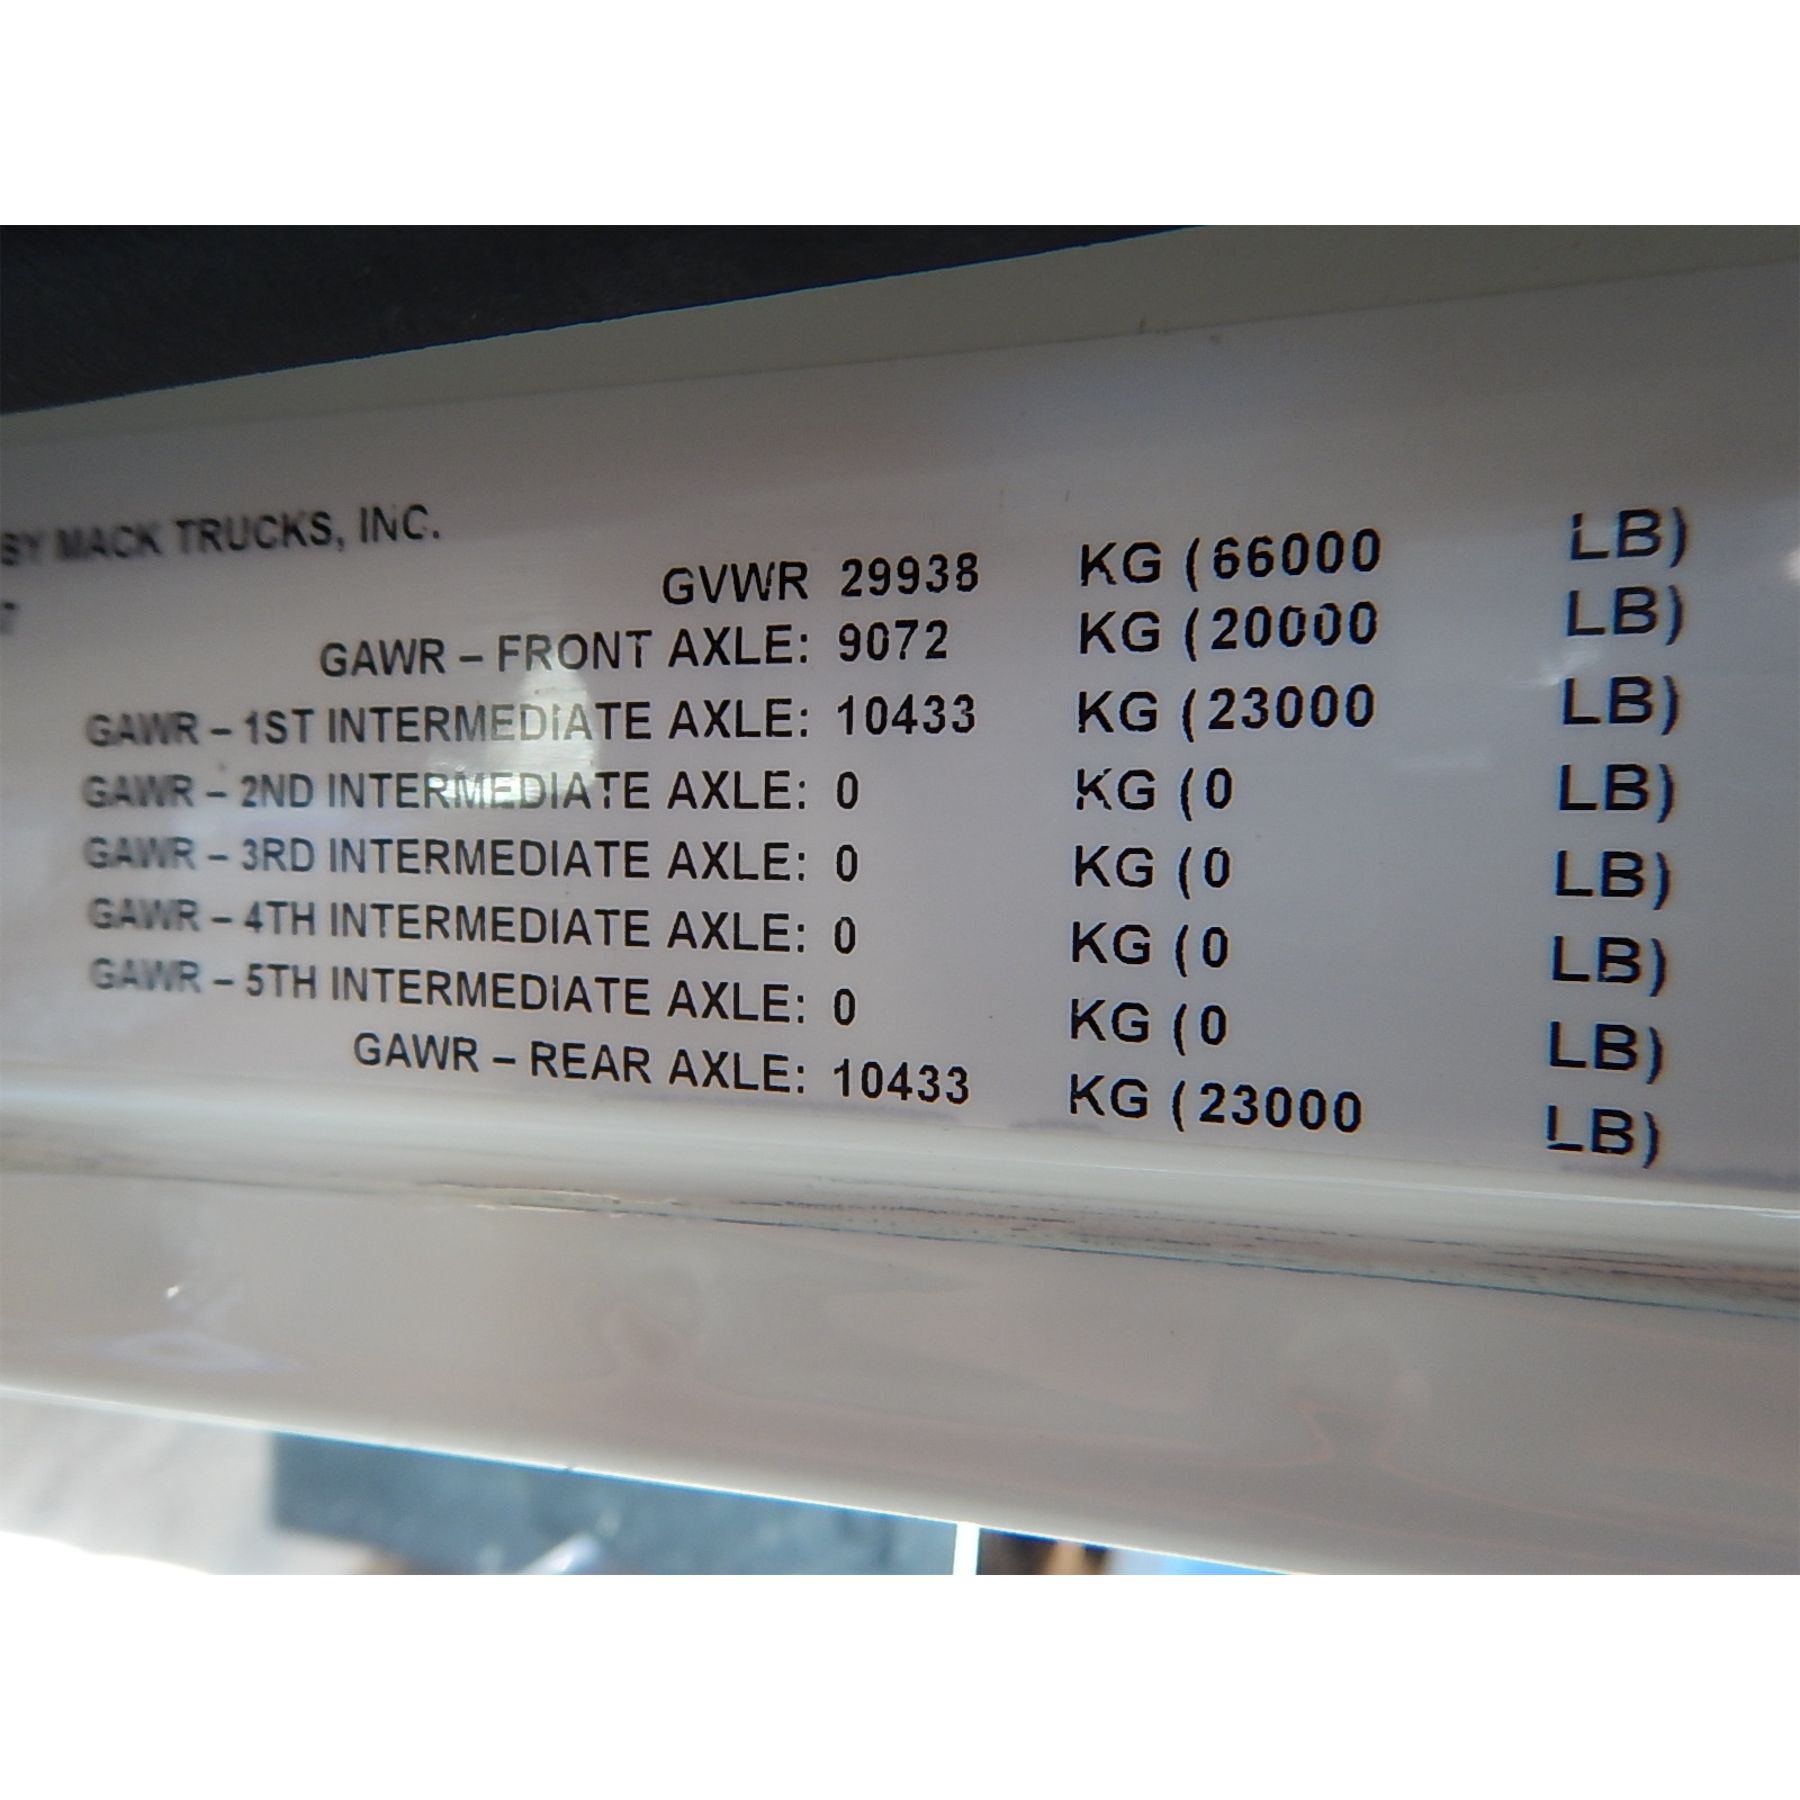 BY MACK TRUCKS, INC.
GVWR 29938 KG (66000 LB)
GAWR – FRONT AXLE: 9072 KG (20000 LB)
GAWR – 1ST INTERMEDIATE AXLE: 10433 KG (23000 LB)
GAWR – 2ND INTERMEDIATE AXLE: 0 KG (0 LB)
GAWR – 3RD INTERMEDIATE AXLE: 0 KG (0 LB)
GAWR – 4TH INTERMEDIATE AXLE: 0 KG (0 LB)
GAWR – 5TH INTERMEDIATE AXLE: 0 KG (0 LB)
GAWR – REAR AXLE: 10433 KG (23000 LB)